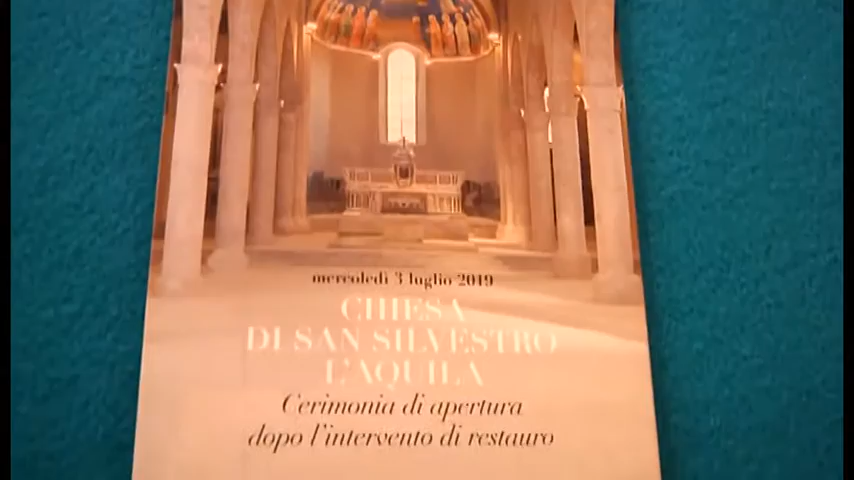 mercoledì 3 luglio 2019
CHIESA
DI SAN SILVESTRO
L'AQUILA
Cerimonia di apertura
dopo l'intervento di restauro